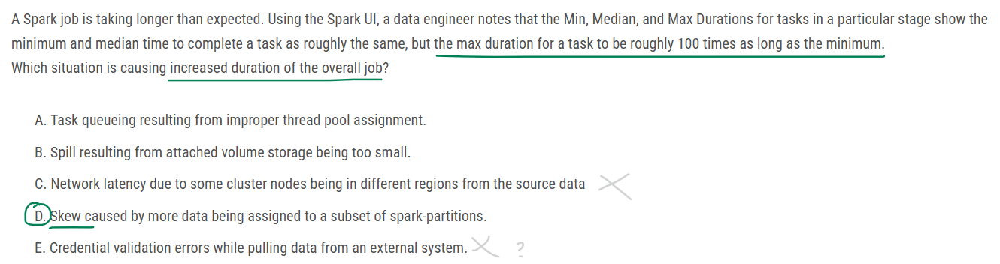 A Spark job is taking longer than expected. Using the Spark UI, a data engineer notes that the Min, Median, and Max Durations for tasks in a particular stage show the
minimum and median time to complete a task as roughly the same, but the max duration for a task to be roughly 100 times as long as the minimum.
Which situation is causing increased duration of the overall job?
A. Task queueing resulting from improper thread pool assignment.
B. Spill resulting from attached volume storage being too small.
C. Network latency due to some cluster nodes being in different regions from the source data
D. Skew caused by more data being assigned to a subset of spark-partitions.
E. Credential validation errors while pulling data from an external system. ?